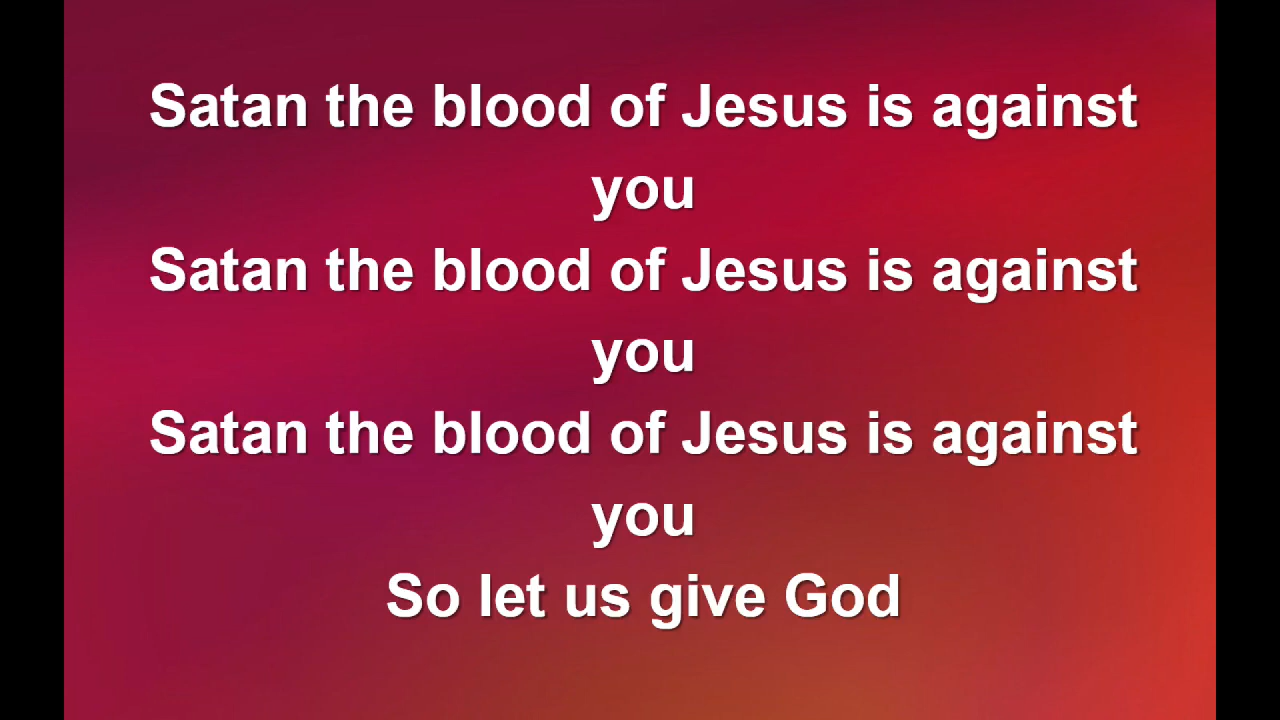 Satan the blood of Jesus is against
you
Satan the blood of Jesus is against
you
Satan the blood of Jesus is against
you
So let us give God